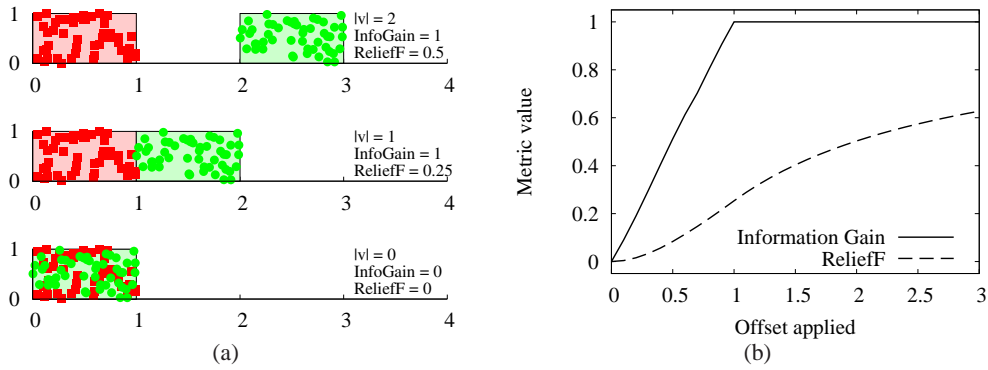 (a)
1
0
0 1 2 3 4
|v| = 2
InfoGain = 1
ReliefF = 0.5
1
0
0 1 2 3 4
|v| = 1
InfoGain = 1
ReliefF = 0.25
1
0
0 1 2 3 4
|v| = 0
InfoGain = 0
ReliefF = 0
(b)
Metric value
1
0.8
0.6
0.4
0.2
0
Information Gain
ReliefF
0 0.5 1 1.5 2 2.5 3
Offset applied